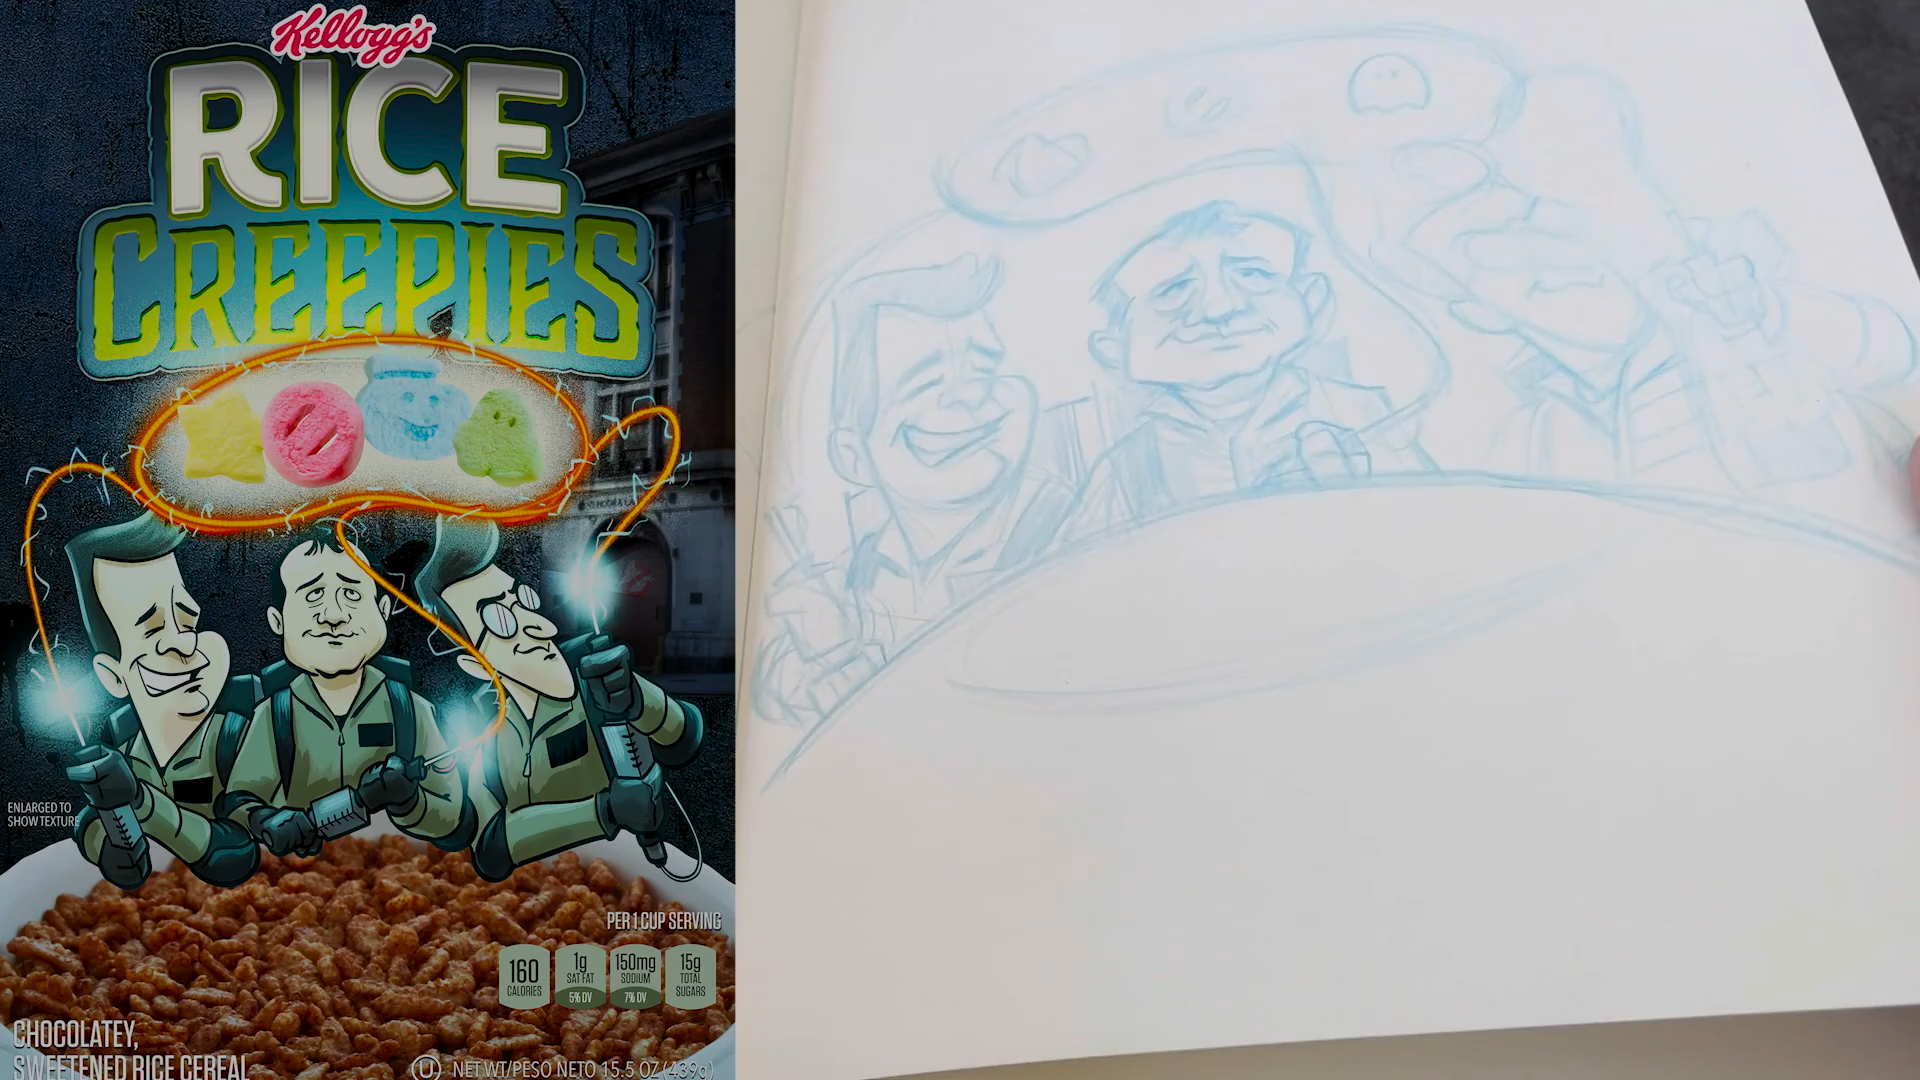 Kellogg's
RICE
CREEPIES
ENLARGED TO
SHOW TEXTURE
PER 1 CUP SERVING
160
CALORIES
1g
SAT FAT
5% DV
150mg
SODIUM
7% DV
15g
TOTAL
SUGARS
CHOCOLATEY,
SWEETENED RICE CEREAL
U NET WT/PESO NETO 15.5 OZ (439g)